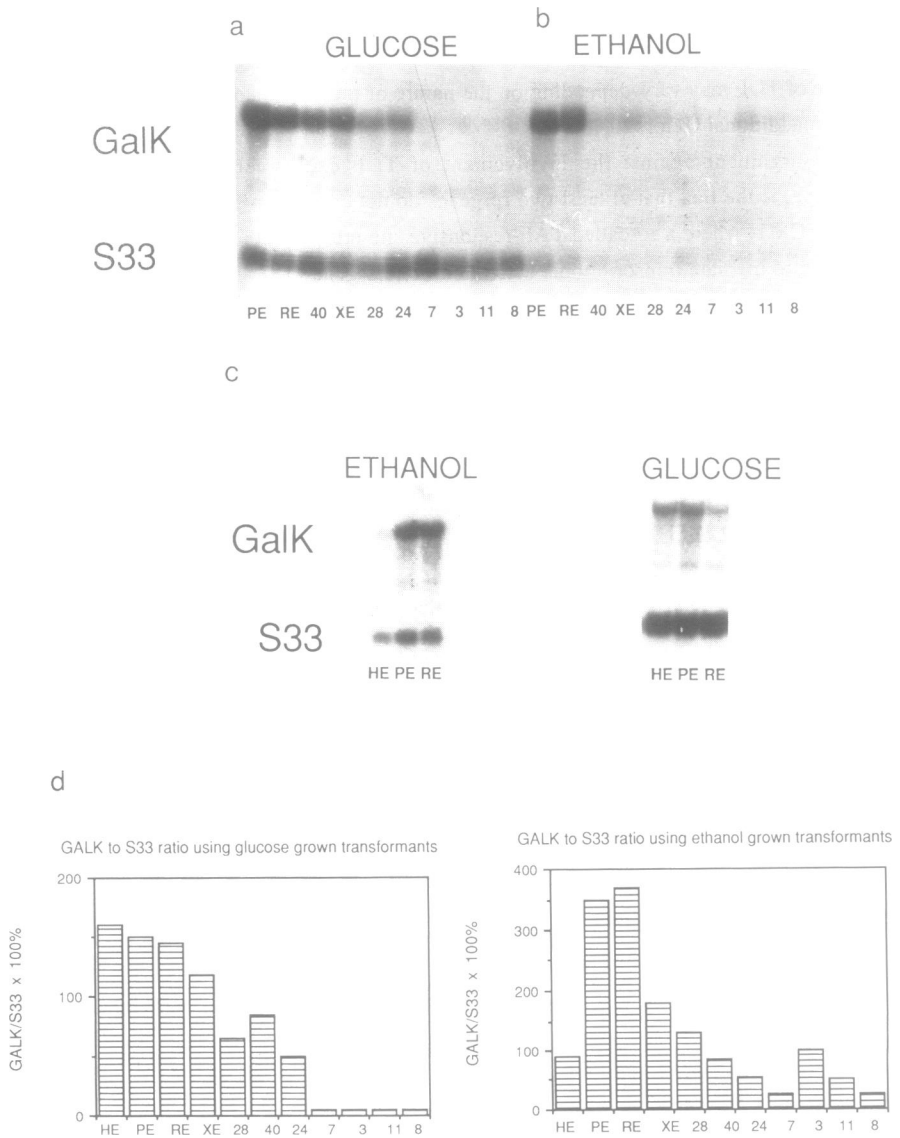 a
b
GLUCOSE
ETHANOL
GalK
S33
PE RE 40 XE 28 24 7 3 11 8 PE RE 40 XE 28 24 7 3 11 8
c
ETHANOL
GLUCOSE
GalK
S33
HE PE RE
HE PE RE
d
GALK to S33 ratio using glucose grown transformants
200
100
0
GALK/S33 x 100%
HE PE RE XE 28 40 24 7 3 11 8
GALK to S33 ratio using ethanol grown transformants
400
300
200
100
0
GALK/S33 x 100%
HE PE RE XE 28 40 24 7 3 11 8